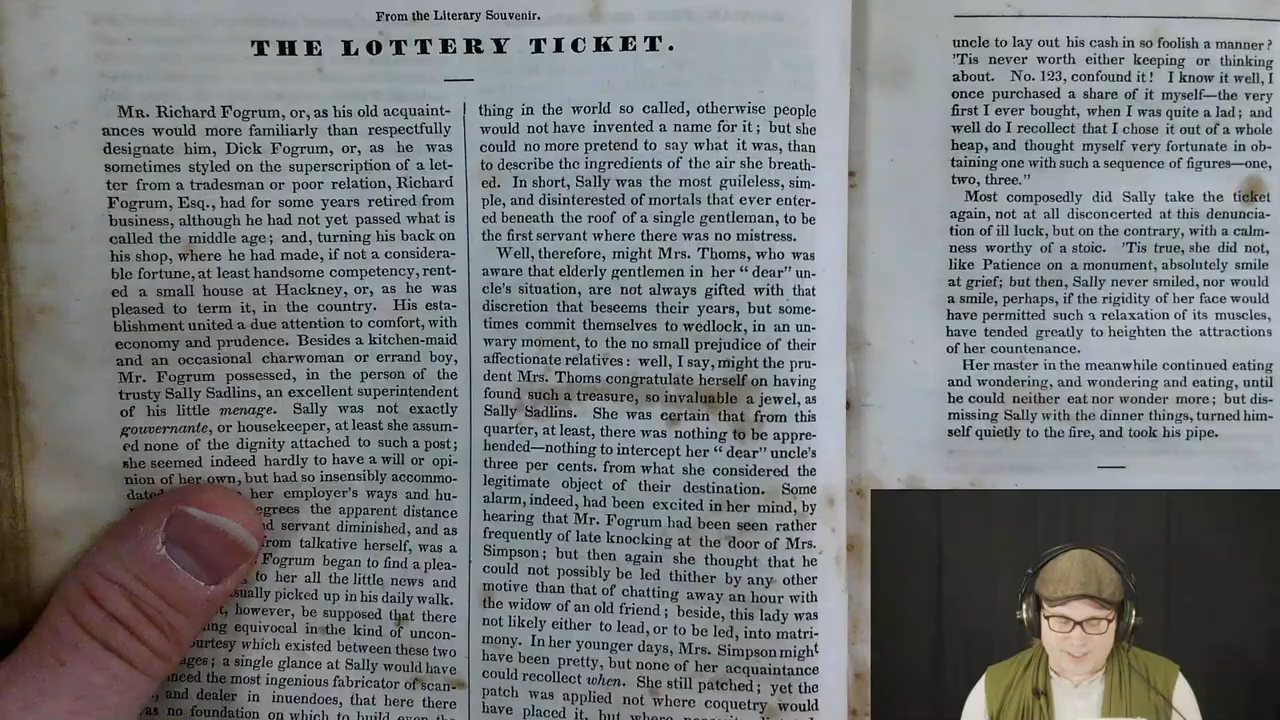 From the Literary Souvenir.
THE LOTTERY TICKET.
Mr. Richard Fogrum, or, as his old acquaint-
ances would more familiarly than respectfully
designate him, Dick Fogrum, or, as he was
sometimes styled on the superscription of a let-
ter from a tradesman or poor relation, Richard
Fogrum, Esq., had for some years retired from
business, although he had not yet passed what is
called the middle age; and, turning his back on
his shop, where he had made, if not a considera-
ble fortune, at least handsome competency, rent-
ed a small house at Hackney, or, as he was
pleased to term it, in the country. His esta-
blishment united a due attention to comfort, with
economy and prudence. Besides a kitchen-maid
and an occasional charwoman or errand boy,
Mr. Fogrum possessed, in the person of the
trusty Sally Sadlins, an excellent superintendent
of his little menage. Sally was not exactly
gouvernante, or housekeeper, at least she assum-
ed none of the dignity attached to such a post;
she seemed indeed hardly to have a will or opi-
nion of her own, but had so insensibly accommo-
dated her employer's ways and hu-
egrees the apparent distance
d servant diminished, and as
from talkative herself, was a
Fogrum began to find a plea-
to her all the little news and
sually picked up in his daily walk.
however, be supposed that there
ing equivocal in the kind of uncon-
ourtesy which existed between these two
ages; a single glance at Sally would have
nced the most ingenious fabricator of scan-
and dealer in inuendoes, that here there
as no foundation on which to build even the
thing in the world so called, otherwise people
would not have invented a name for it; but she
could no more pretend to say what it was, than
to describe the ingredients of the air she breath-
ed. In short, Sally was the most guileless, sim-
ple, and disinterested of mortals that ever enter-
ed beneath the roof of a single gentleman, to be
the first servant where there was no mistress.
Well, therefore, might Mrs. Thoms, who was
aware that elderly gentlemen in her "dear" un-
cle's situation, are not always gifted with that
discretion that beseems their years, but some-
times commit themselves to wedlock, in an un-
wary moment, to the no small prejudice of their
affectionate relatives: well, I say, might the pru-
dent Mrs. Thoms congratulate herself on having
found such a treasure, so invaluable a jewel, as
Sally Sadlins. She was certain that from this
quarter, at least, there was nothing to be appre-
hended—nothing to intercept her "dear" uncle's
three per cents. from what she considered the
legitimate object of their destination. Some
alarm, indeed, had been excited in her mind, by
hearing that Mr. Fogrum had been seen rather
frequently of late knocking at the door of Mrs.
Simpson; but then again she thought that he
could not possibly be led thither by any other
motive than that of chatting away an hour with
the widow of an old friend; beside, this lady was
not likely either to lead, or to be led, into matri-
mony. In her younger days, Mrs. Simpson might
have been pretty, but none of her acquaintance
could recollect when. She still patched; yet the
patch was applied not where coquetry would
have placed it, but where
uncle to lay out his cash in so foolish a manner?
'Tis never worth either keeping or thinking
about. No. 123, confound it! I know it well, I
once purchased a share of it myself—the very
first I ever bought, when I was quite a lad; and
well do I recollect that I chose it out of a whole
heap, and thought myself very fortunate in ob-
taining one with such a sequence of figures—one,
two, three."
Most composedly did Sally take the ticket
again, not at all disconcerted at this denuncia-
tion of ill luck, but on the contrary, with a calm-
ness worthy of a stoic. 'Tis true, she did not,
like Patience on a monument, absolutely smile
at grief; but then, Sally never smiled, nor would
a smile, perhaps, if the rigidity of her face would
have permitted such a relaxation of its muscles,
have tended greatly to heighten the attractions
of her countenance.
Her master in the meanwhile continued eating
and wondering, and wondering and eating, until
he could neither eat nor wonder more; but dis-
missing Sally with the dinner things, turned him-
self quietly to the fire, and took his pipe.